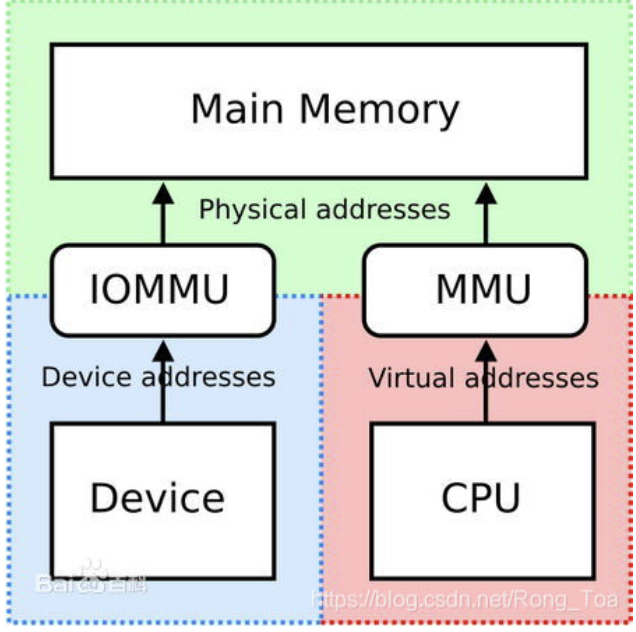 Main Memory
Physical addresses
IOMMU
MMU
Device addresses
Virtual addresses
Device
CPU
Bai百科
https://blog.csdn.net/Rong_Toa